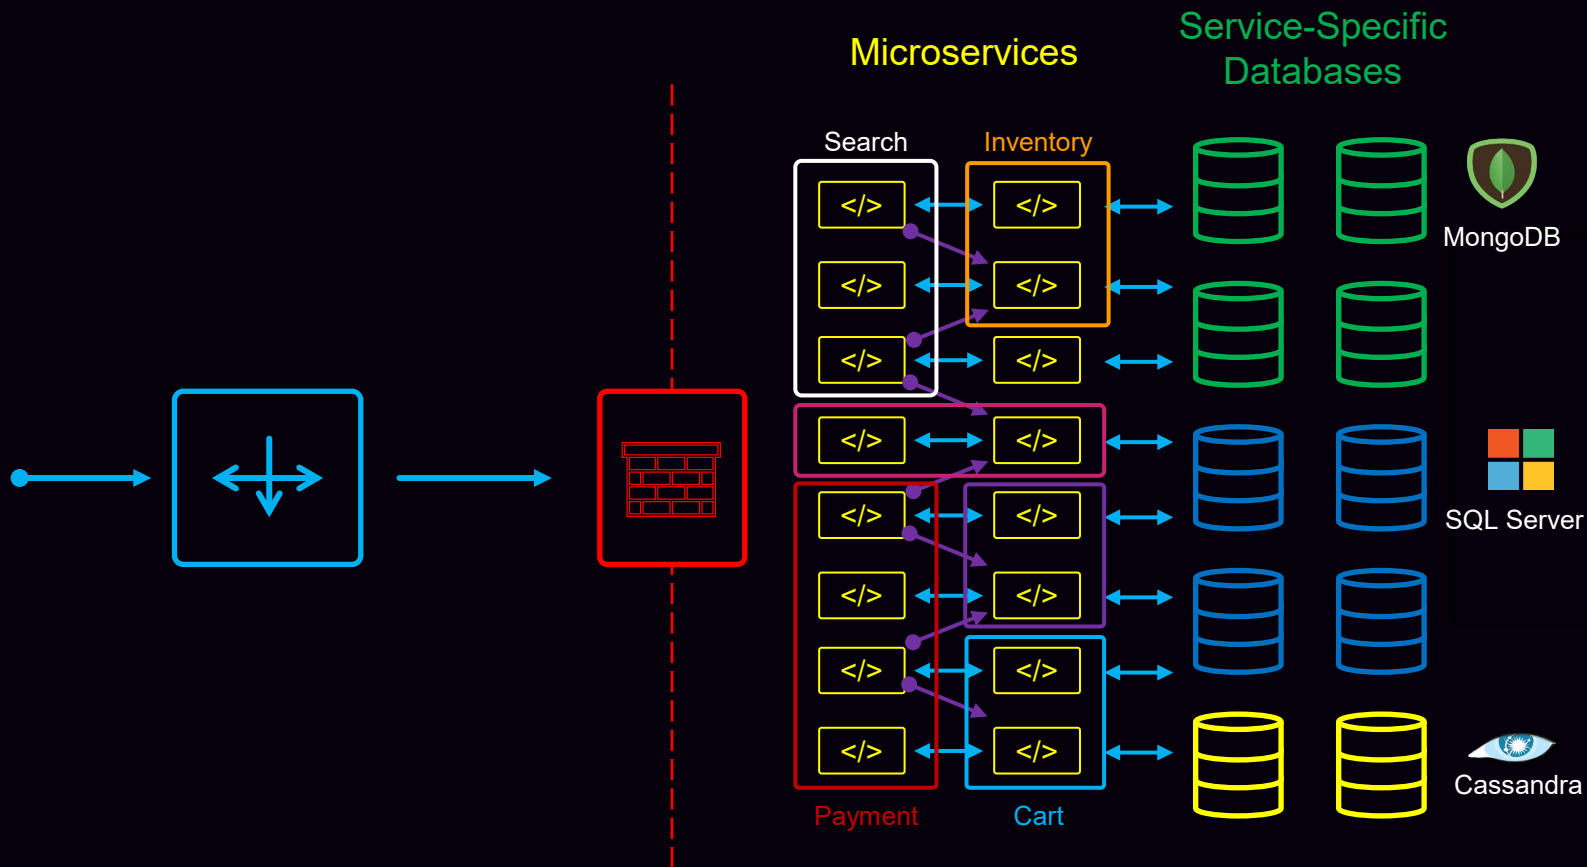 Microservices
Service-Specific
Databases
Search
Inventory
</> </>
</> </>
</> </>
</> </>
</> </>
</> </>
</> </>
</> </>
MongoDB
SQL Server
Cassandra
Payment
Cart